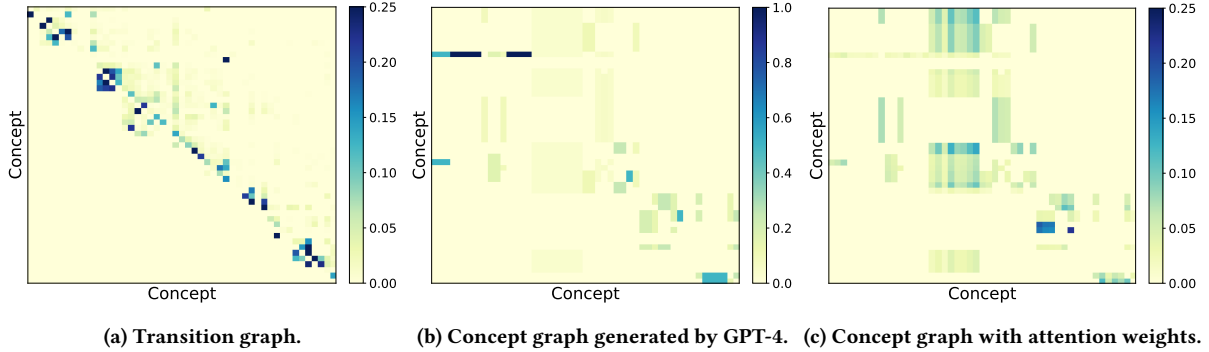 0.25
0.20
0.15
0.10
0.05
0.00
Concept
Concept
(a) Transition graph.
1.0
0.8
0.6
0.4
0.2
0.0
Concept
Concept
(b) Concept graph generated by GPT-4.
0.25
0.20
0.15
0.10
0.05
0.00
Concept
Concept
(c) Concept graph with attention weights.